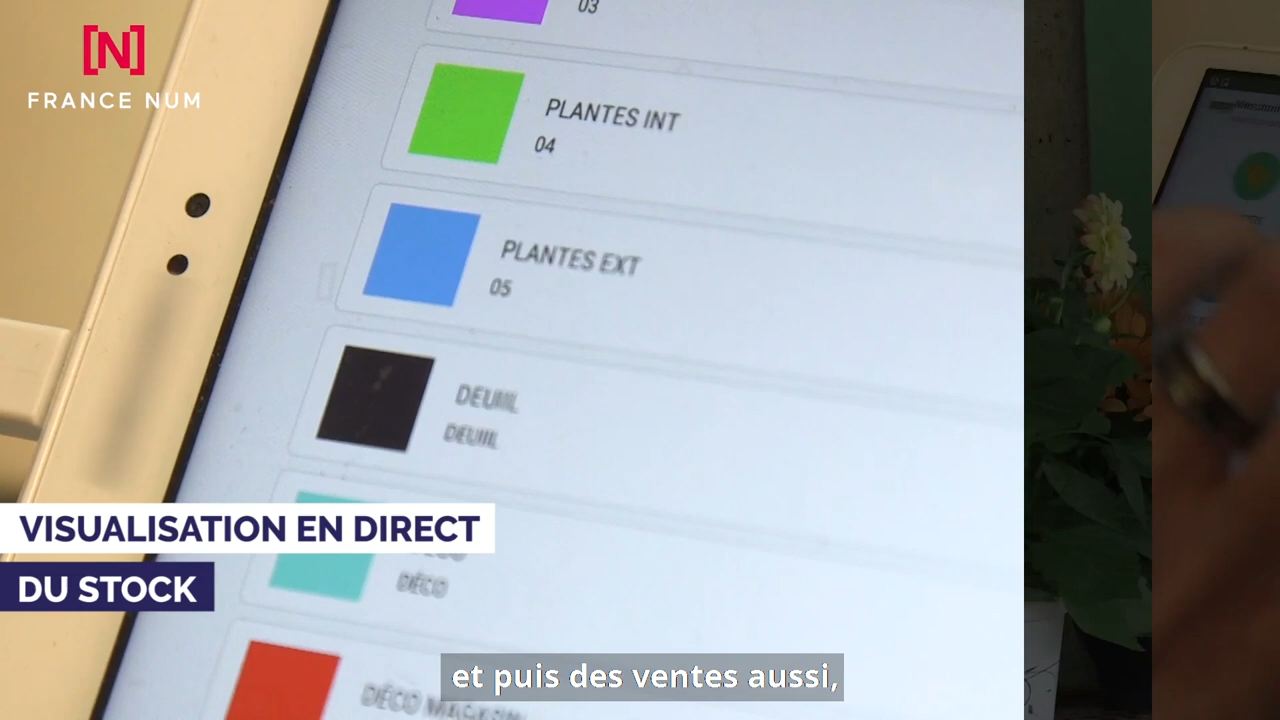 [N]
FRANCE NUM
03
PLANTES INT
04
PLANTES EXT
05
DEUIL
DEUIL
DÉCO
DÉCO
VISUALISATION EN DIRECT
DU STOCK
et puis des ventes aussi,